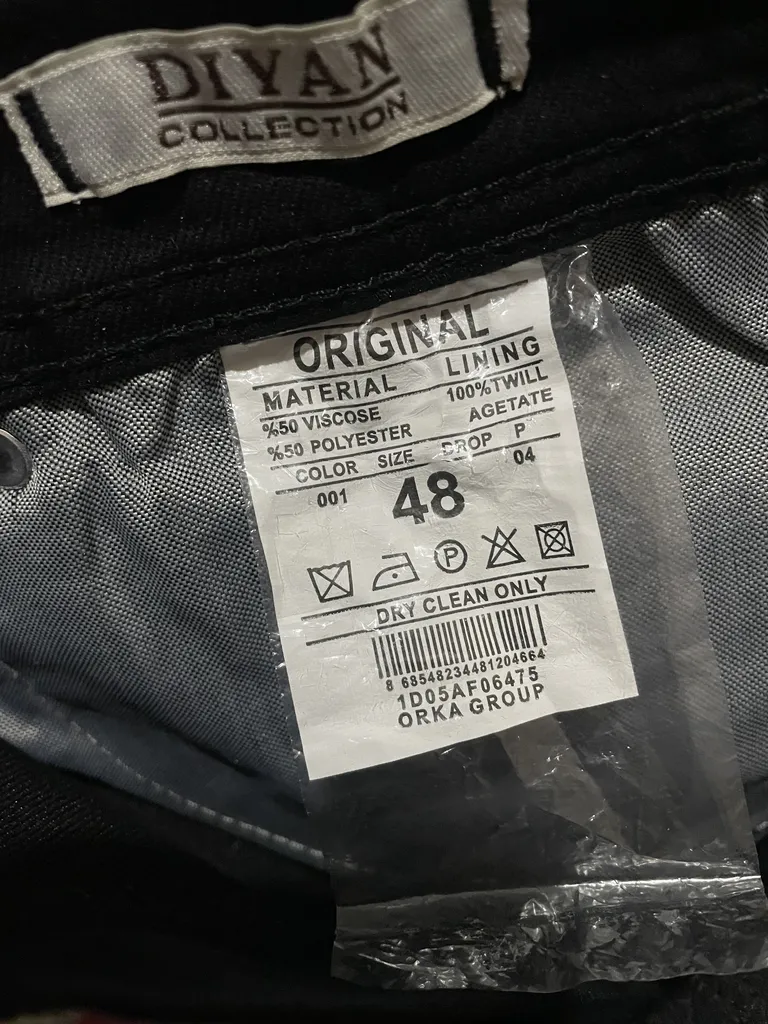 DIYAN
COLLECTION
ORIGINAL
MATERIAL LINING
%50 VISCOSE 100%TWILL
%50 POLYESTER AGETATE
COLOR SIZE DROP P
001 48 04
P
DRY CLEAN ONLY
8 68548234481204664
1D05AF06475
ORKA GROUP